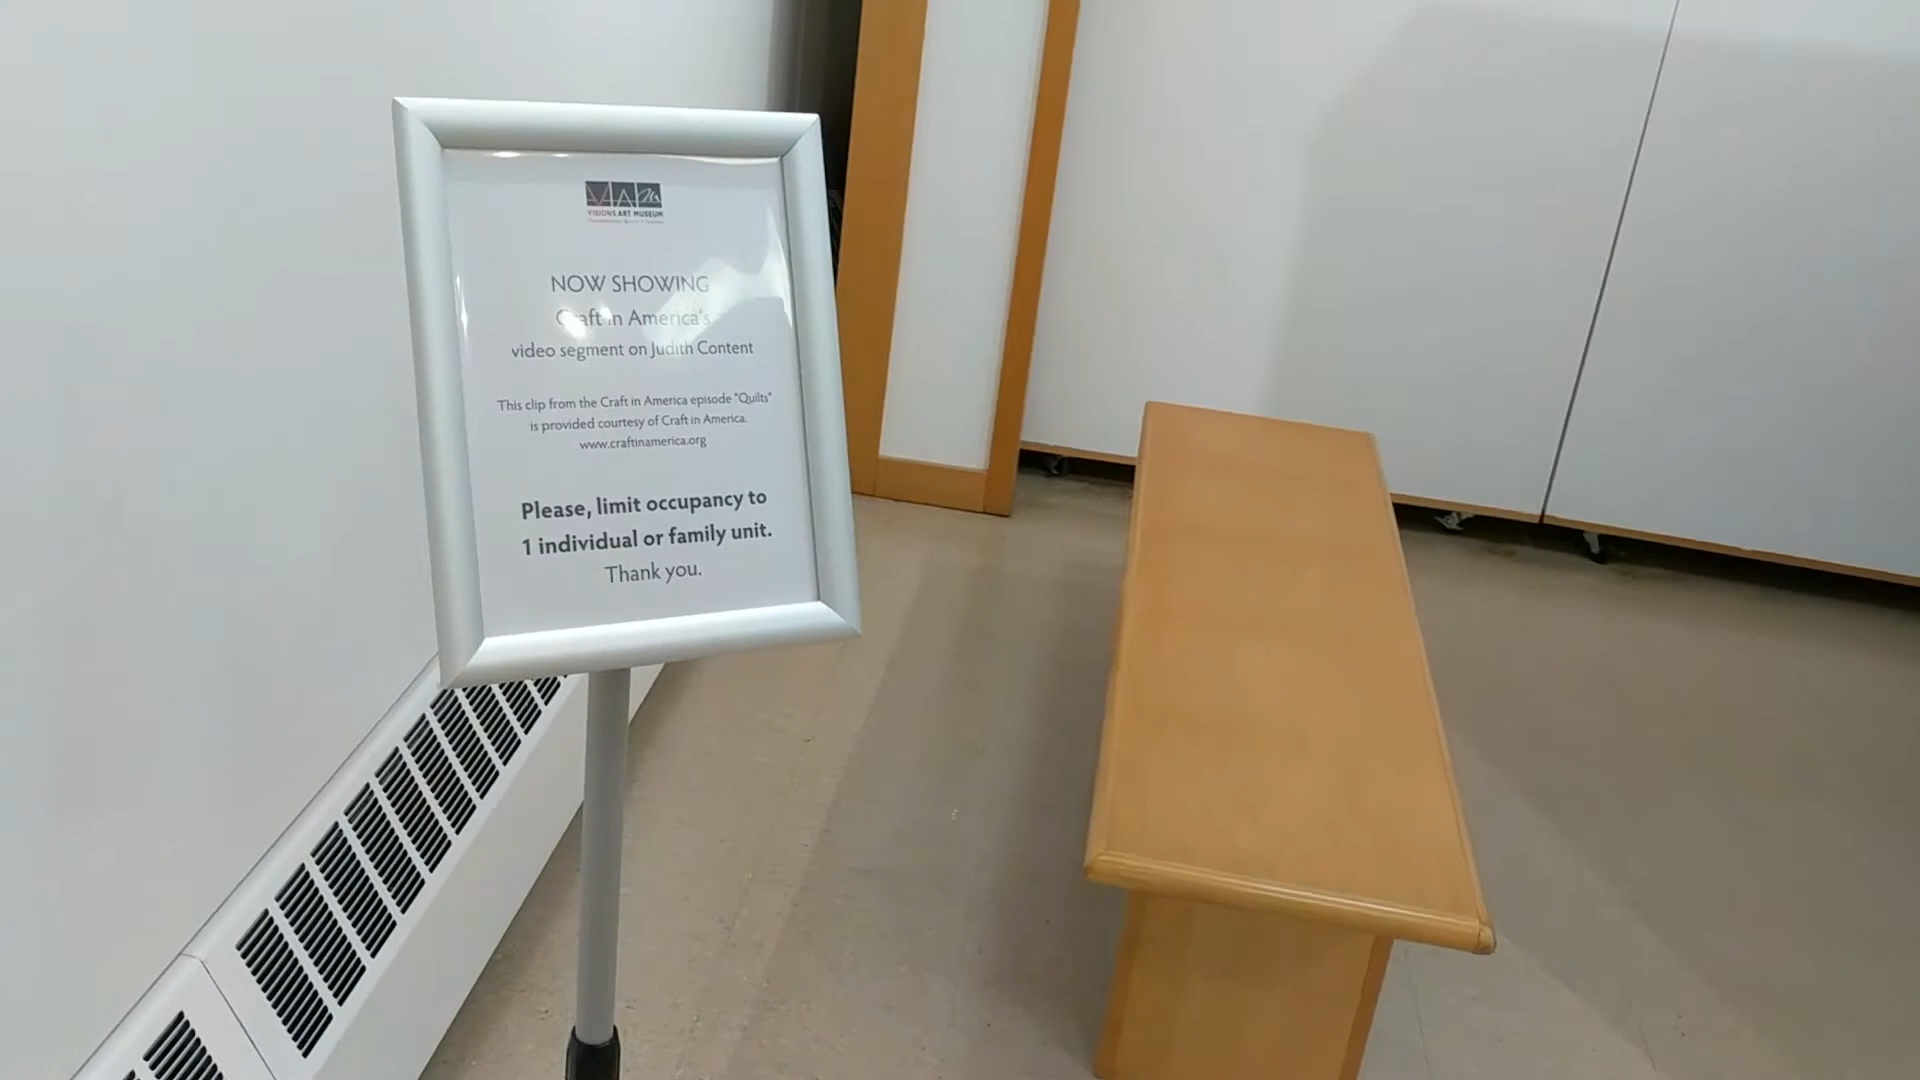 VAM
VISIONS ART MUSEUM
NOW SHOWING
Craft in America's
video segment on Judith Content
This clip from the Craft in America episode "Quilts"
is provided courtesy of Craft in America.
www.craftinamerica.org
Please, limit occupancy to
1 individual or family unit.
Thank you.